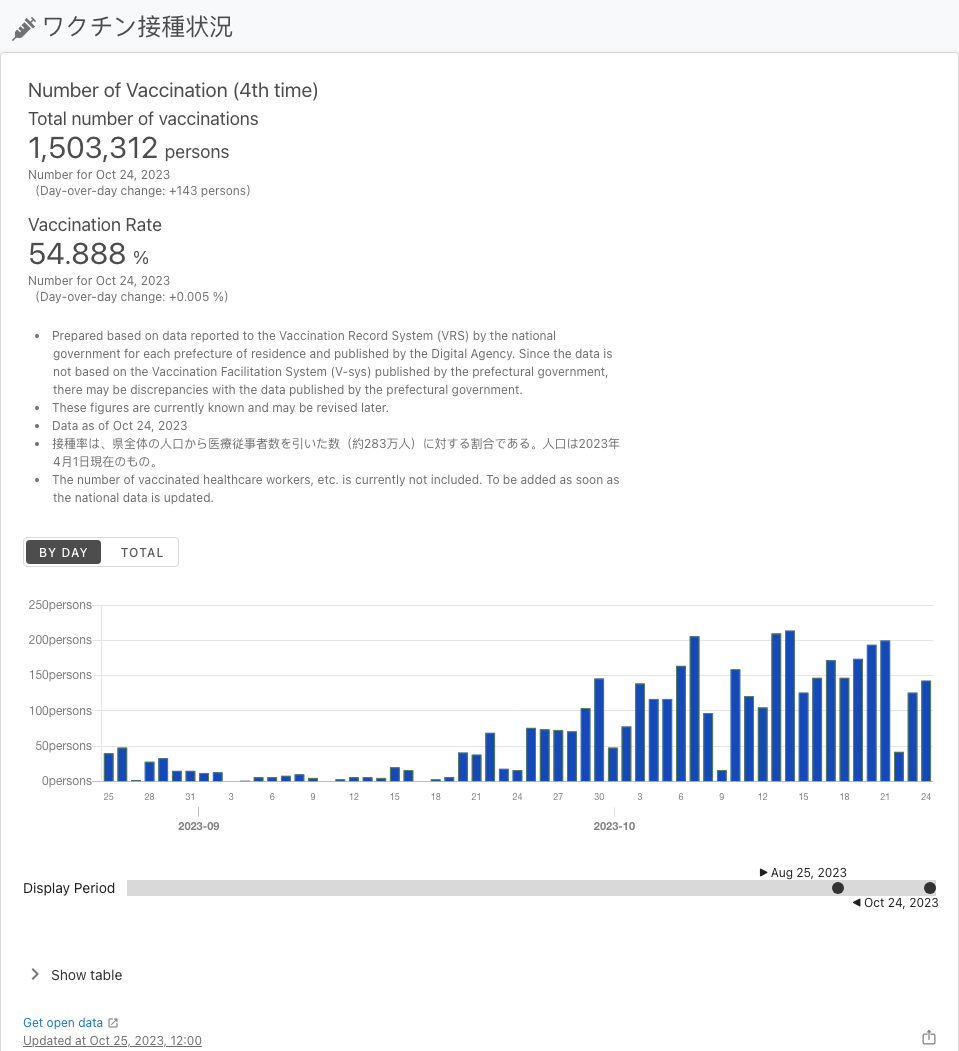 ワクチン接種状況
Number of Vaccination (4th time)
Total number of vaccinations
1,503,312 persons
Number for Oct 24, 2023
(Day-over-day change: +143 persons)
Vaccination Rate
54.888 %
Number for Oct 24, 2023
(Day-over-day change: +0.005 %)
• Prepared based on data reported to the Vaccination Record System (VRS) by the national
government for each prefecture of residence and published by the Digital Agency. Since the data is
not based on the Vaccination Facilitation System (V-sys) published by the prefectural government,
there may be discrepancies with the data published by the prefectural government.
• These figures are currently known and may be revised later.
• Data as of Oct 24, 2023
• 接種率は、県全体の人口から医療従事者数を引いた数（約283万人）に対する割合である。人口は2023年
4月1日現在のもの。
• The number of vaccinated healthcare workers, etc. is currently not included. To be added as soon as
the national data is updated.
BY DAY TOTAL
250persons
200persons
150persons
100persons
50persons
0persons
25 28 31 3 6 9 12 15 18 21 24 27 30 3 6 9 12 15 18 21 24
2023-09 2023-10
Aug 25, 2023
Display Period
Oct 24, 2023
Show table
Get open data
Updated at Oct 25, 2023, 12:00